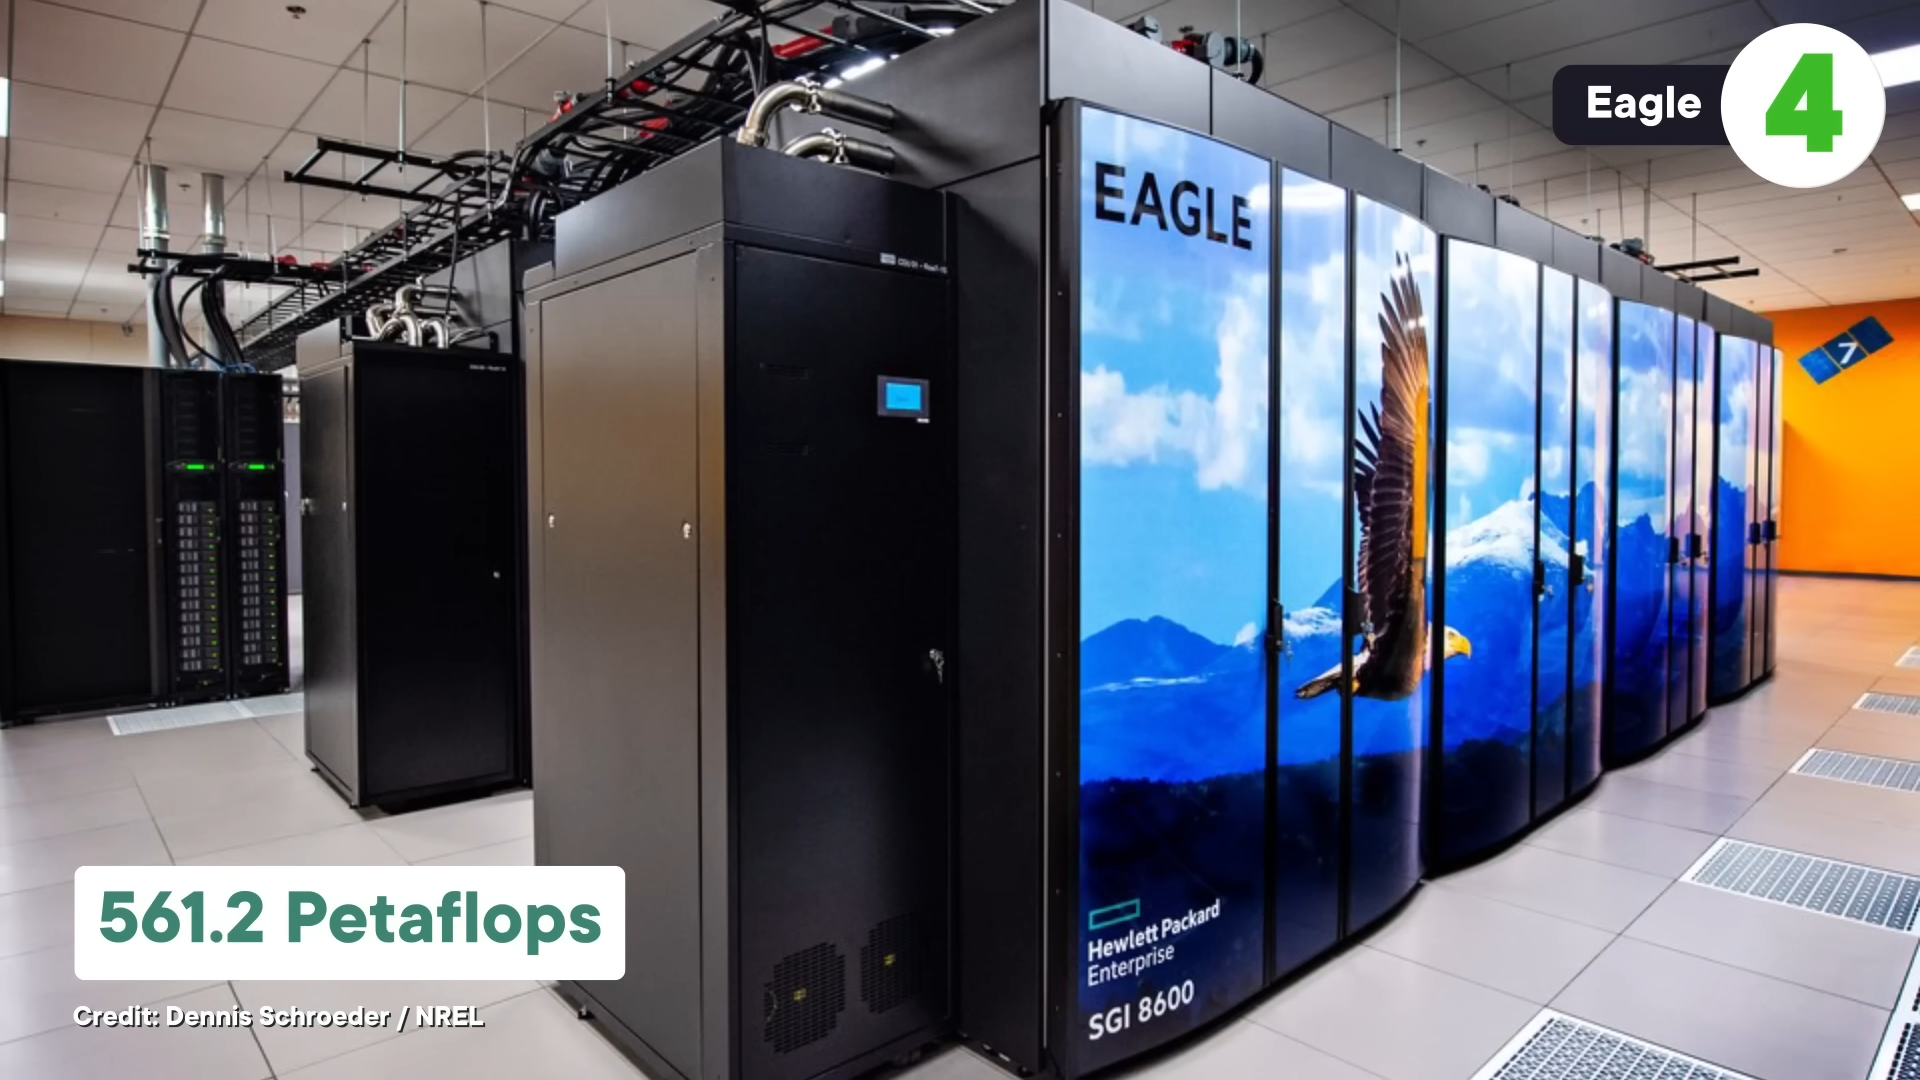 Eagle
4
EAGLE
7
561.2 Petaflops
Hewlett Packard
Enterprise
SGI 8600
Credit: Dennis Schroeder / NREL